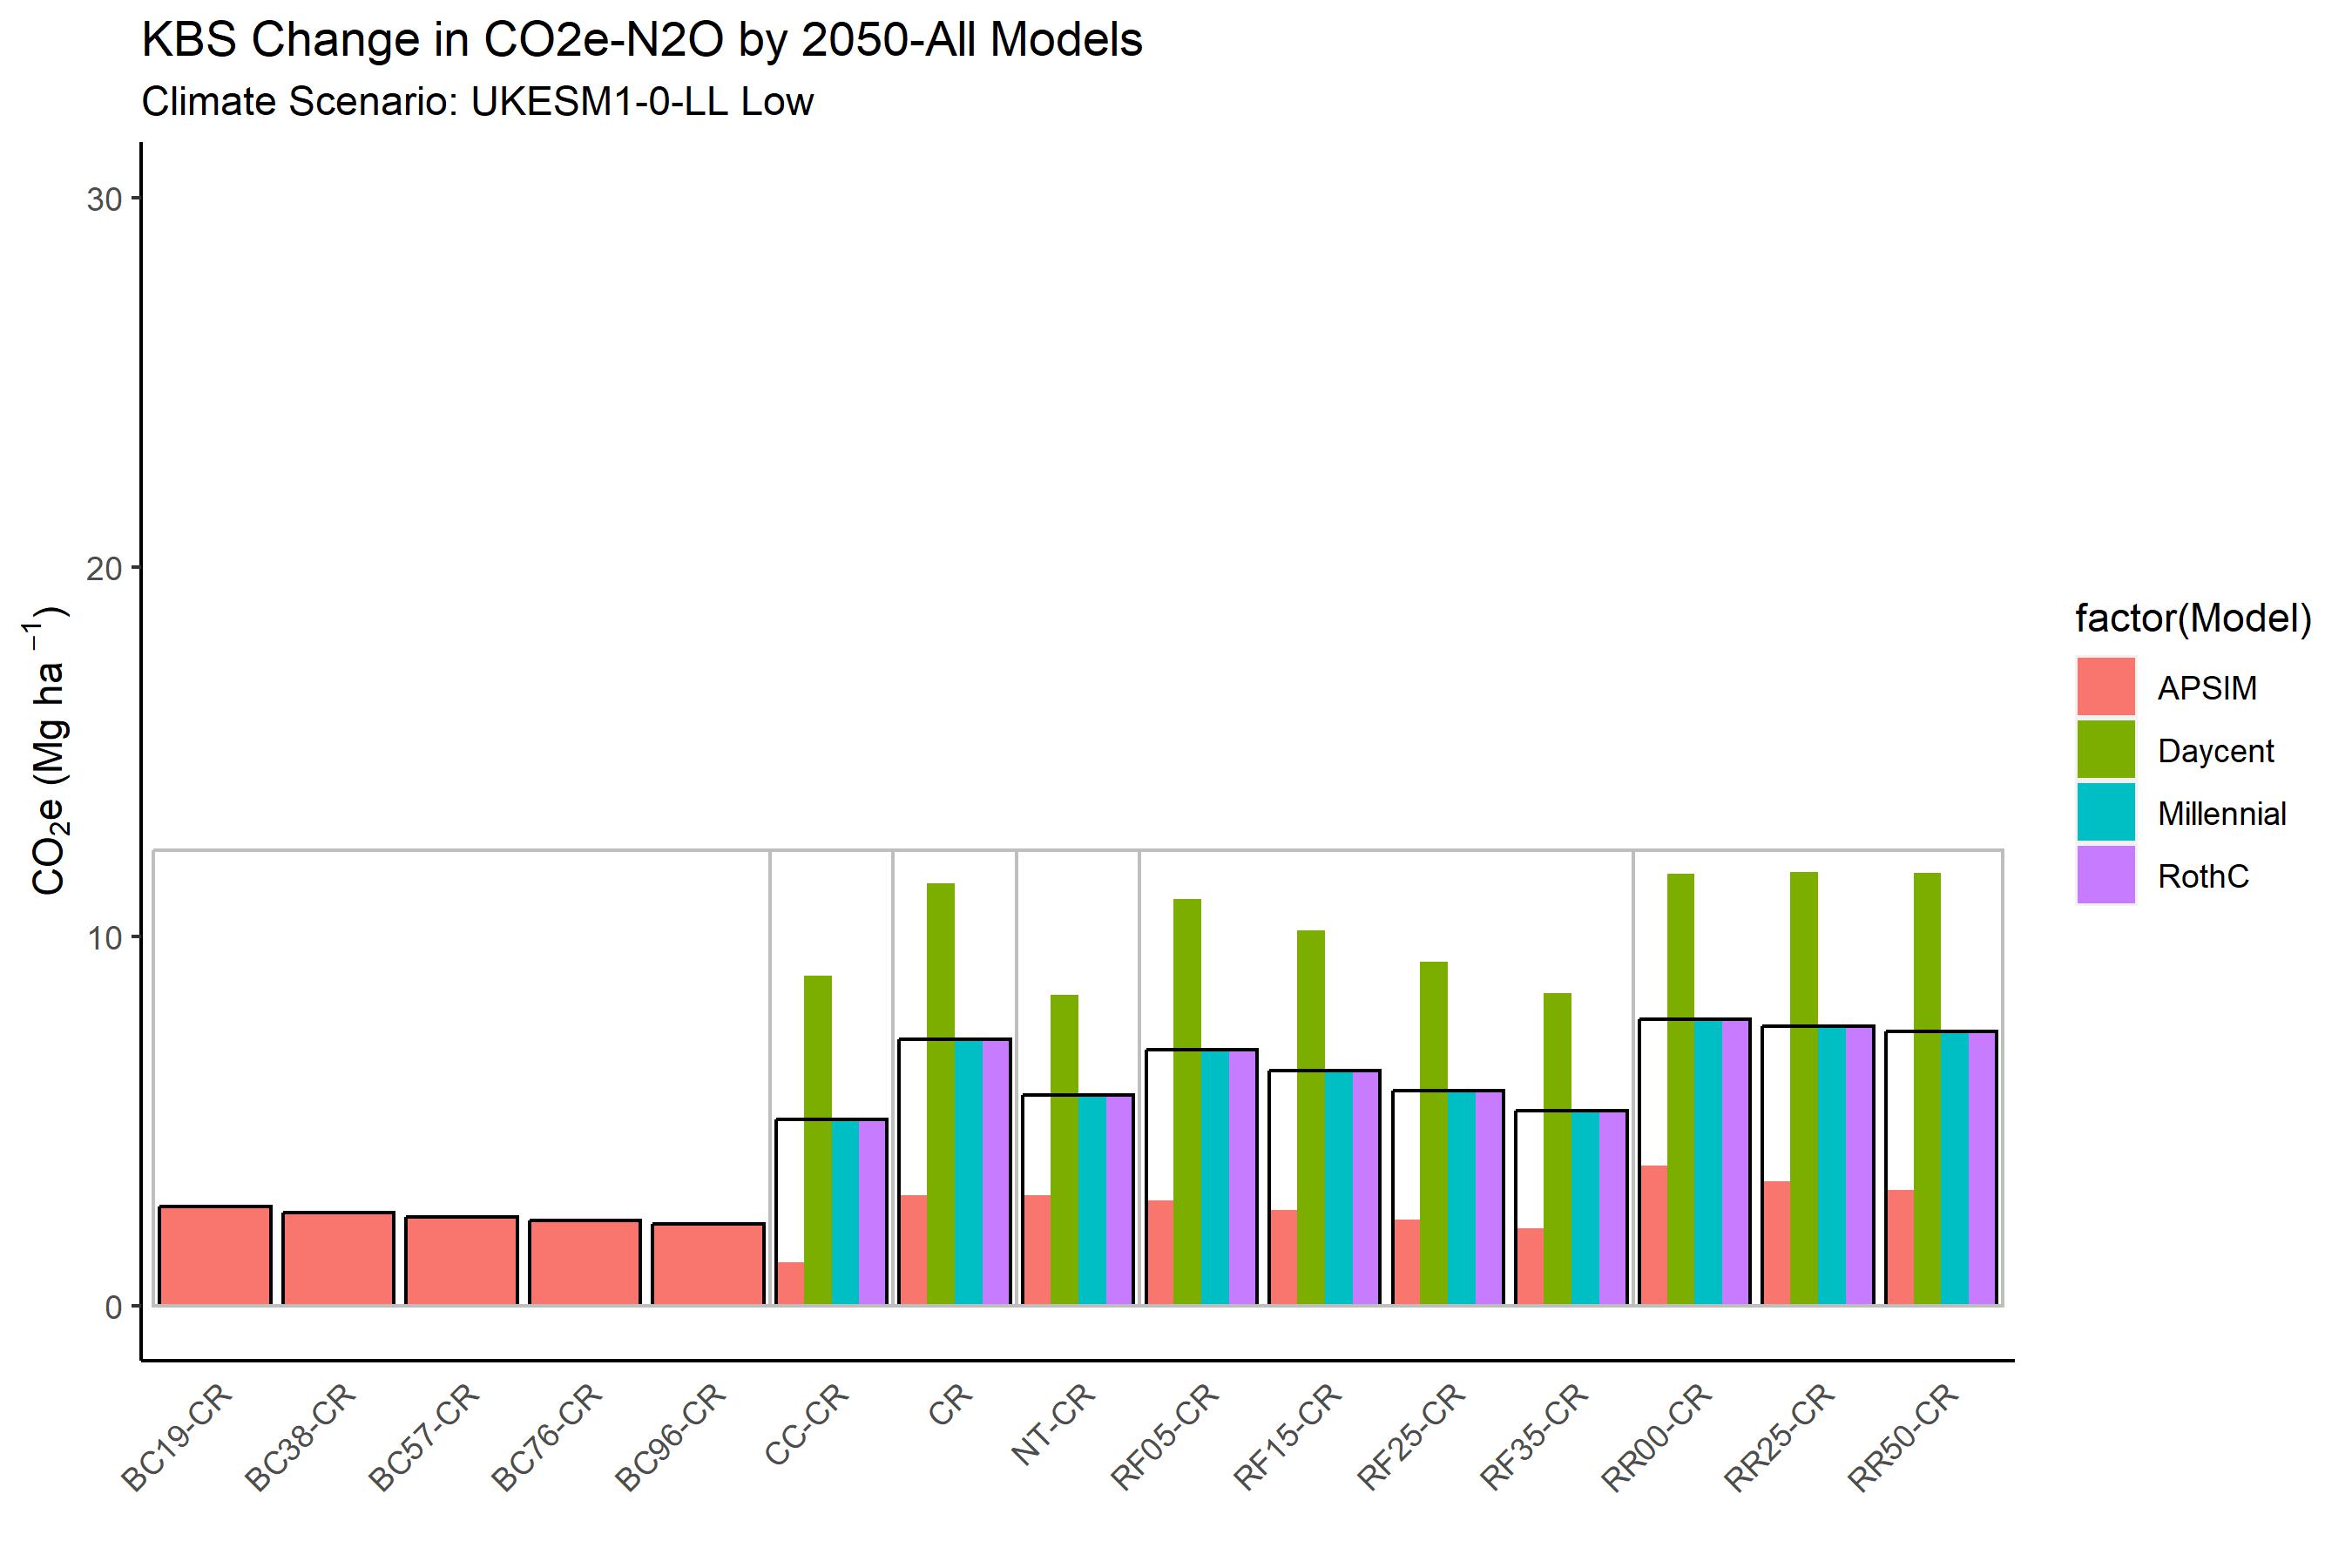 KBS Change in CO2e-N2O by 2050-All Models
Climate Scenario: UKESM1-0-LL Low
CO₂e (Mg ha ⁻¹)
30
20
10
0
BC19-CR
BC38-CR
BC57-CR
BC76-CR
BC96-CR
CC-CR
CR
NT-CR
RF05-CR
RF15-CR
RF25-CR
RF35-CR
RR00-CR
RR25-CR
RR50-CR
factor(Model)
APSIM
Daycent
Millennial
RothC